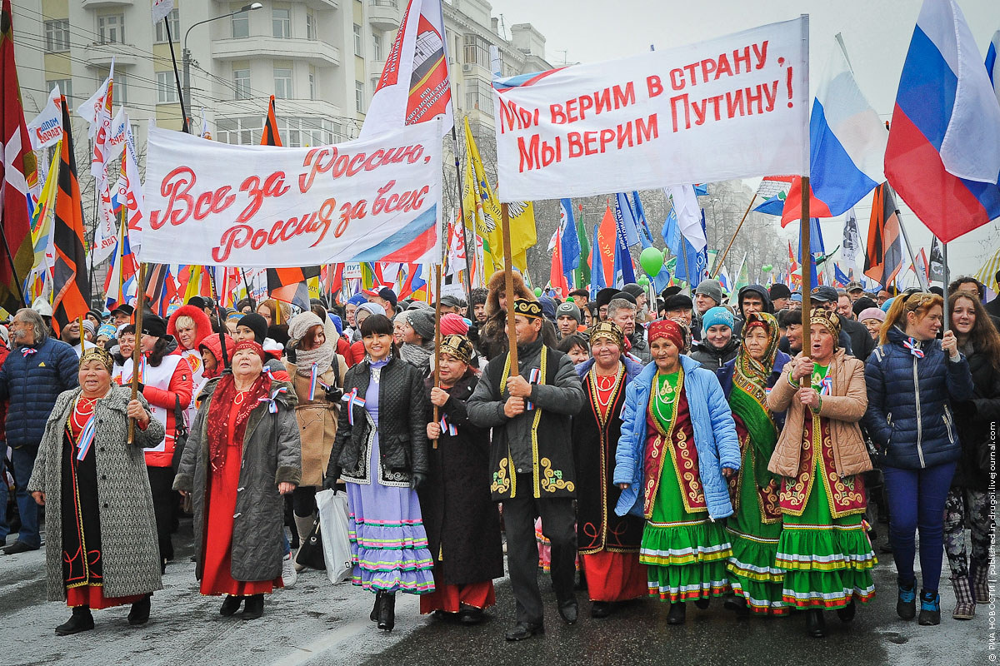 Все за Россию,
Россия за всех
Мы верим в страну,
Мы верим Путину!
© РИА НОВОСТИ | published in drugoi.livejournal.com